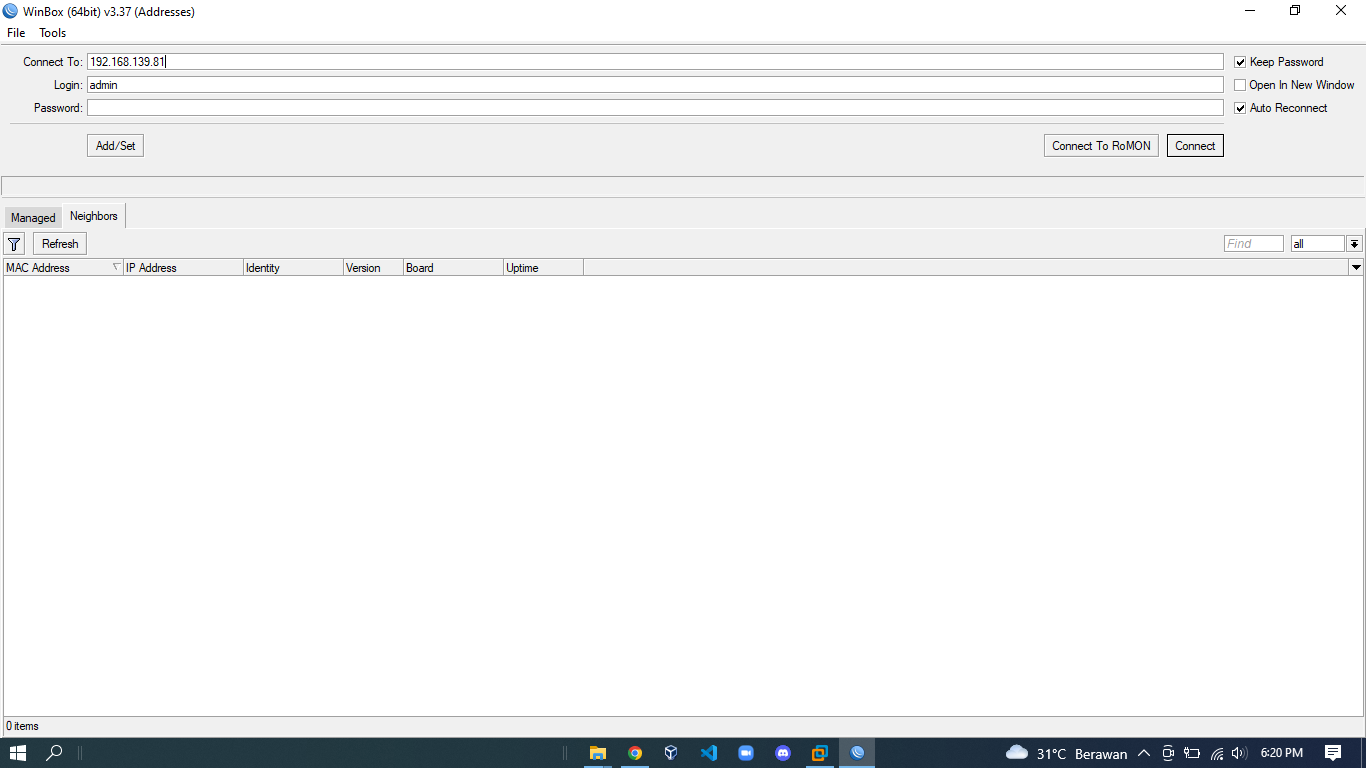 WinBox (64bit) v3.37 (Addresses)
File Tools
Connect To: 192.168.139.81 Keep Password
Login: admin Open In New Window
Password: Auto Reconnect
Add/Set Connect To RoMON Connect
Managed Neighbors
Refresh Find all
MAC Address IP Address Identity Version Board Uptime
0 items
31°C Berawan 6:20 PM